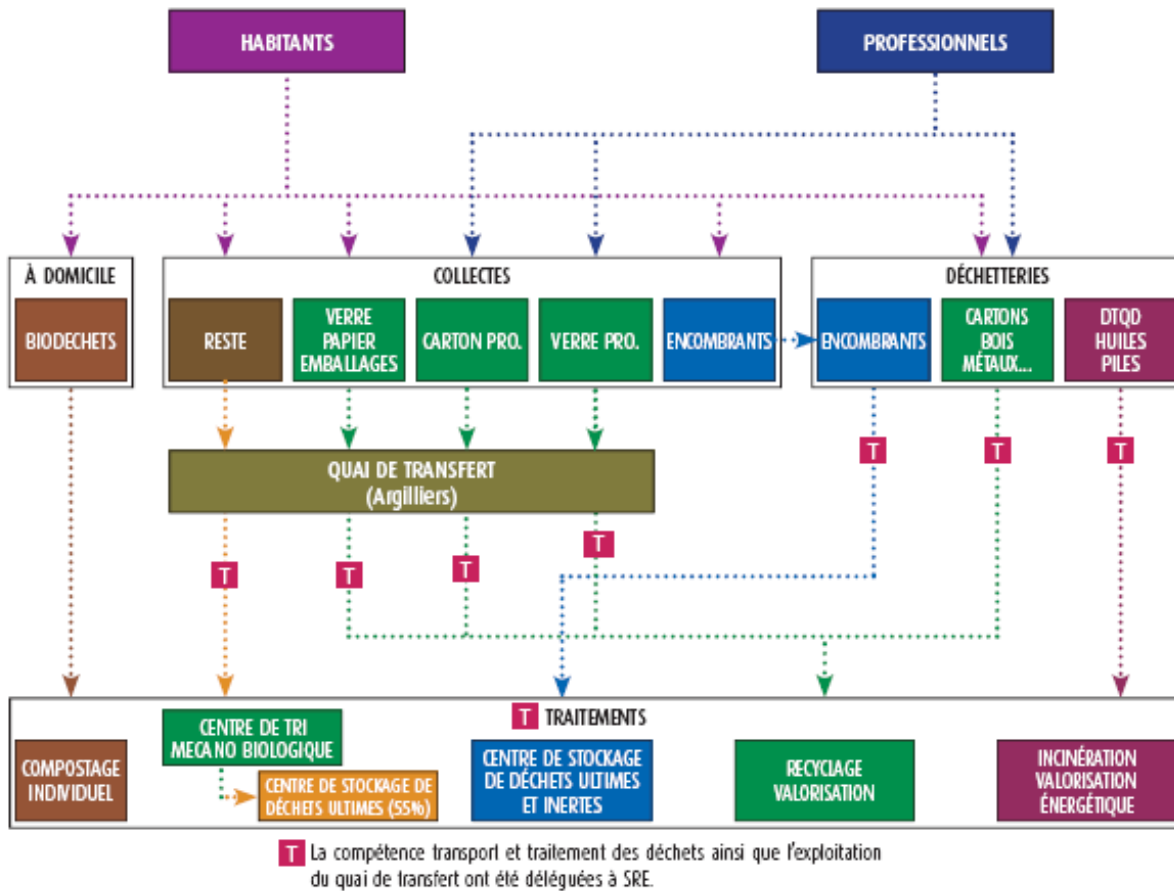 HABITANTS
PROFESSIONNELS
À DOMICILE
BIODECHETS
COLLECTES
RESTE
VERRE
PAPIER
EMBALLAGES
CARTON PRO.
VERRE PRO.
ENCOMBRANTS
DÉCHETTERIES
ENCOMBRANTS
CARTONS
BOIS
MÉTAUX...
DTQD
HUILES
PILES
QUAI DE TRANSFERT
(Argilliers)
T
T
T
T
T
T
T
T TRAITEMENTS
COMPOSTAGE
INDIVIDUEL
CENTRE DE TRI
MECANO BIOLOGIQUE
CENTRE DE STOCKAGE DE
DÉCHETS ULTIMES (55%)
CENTRE DE STOCKAGE
DE DÉCHETS ULTIMES
ET INERTES
RECYCLAGE
VALORISATION
INCINÉRATION
VALORISATION
ÉNERGÉTIQUE
T La compétence transport et traitement des déchets ainsi que l'exploitation
du quai de transfert ont été déléguées à SRE.